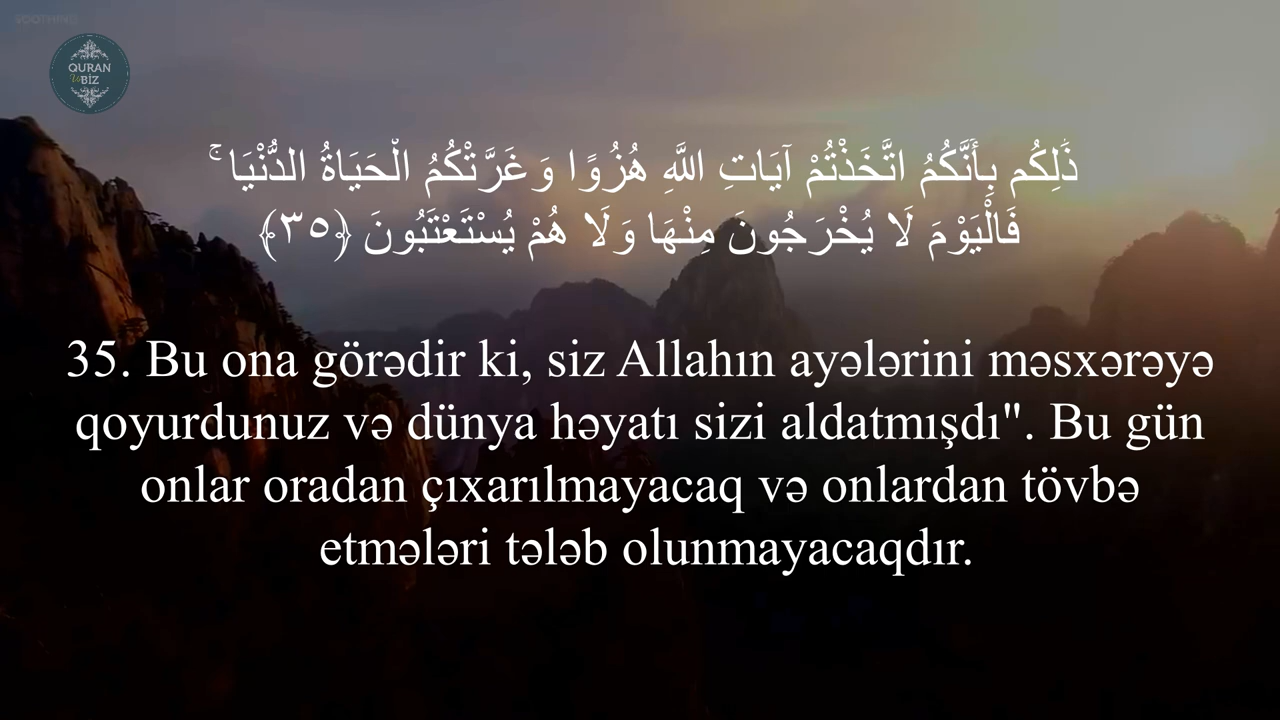 SOOTHING
QURAN
Və
BİZ
ذَٰلِكُم بِأَنَّكُمُ اتَّخَذْتُمْ آيَاتِ اللَّهِ هُزُوًا وَغَرَّتْكُمُ الْحَيَاةُ الدُّنْيَا ۚ
فَالْيَوْمَ لَا يُخْرَجُونَ مِنْهَا وَلَا هُمْ يُسْتَعْتَبُونَ ﴿٣٥﴾
35. Bu ona görədir ki, siz Allahın ayələrini məsxərəyə
qoyurdunuz və dünya həyatı sizi aldatmışdı". Bu gün
onlar oradan çıxarılmayacaq və onlardan tövbə
etmələri tələb olunmayacaqdır.